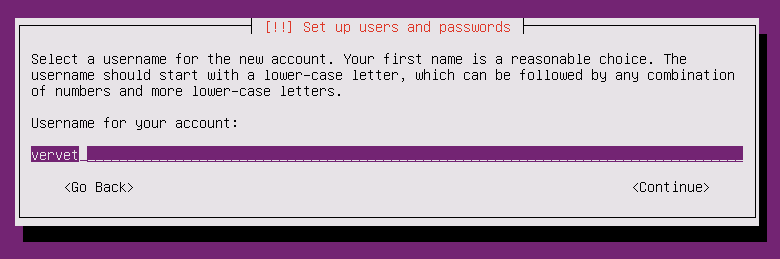 [!!] Set up users and passwords
Select a username for the new account. Your first name is a reasonable choice. The
username should start with a lower-case letter, which can be followed by any combination
of numbers and more lower-case letters.
Username for your account:
vervet
<Go Back> <Continue>